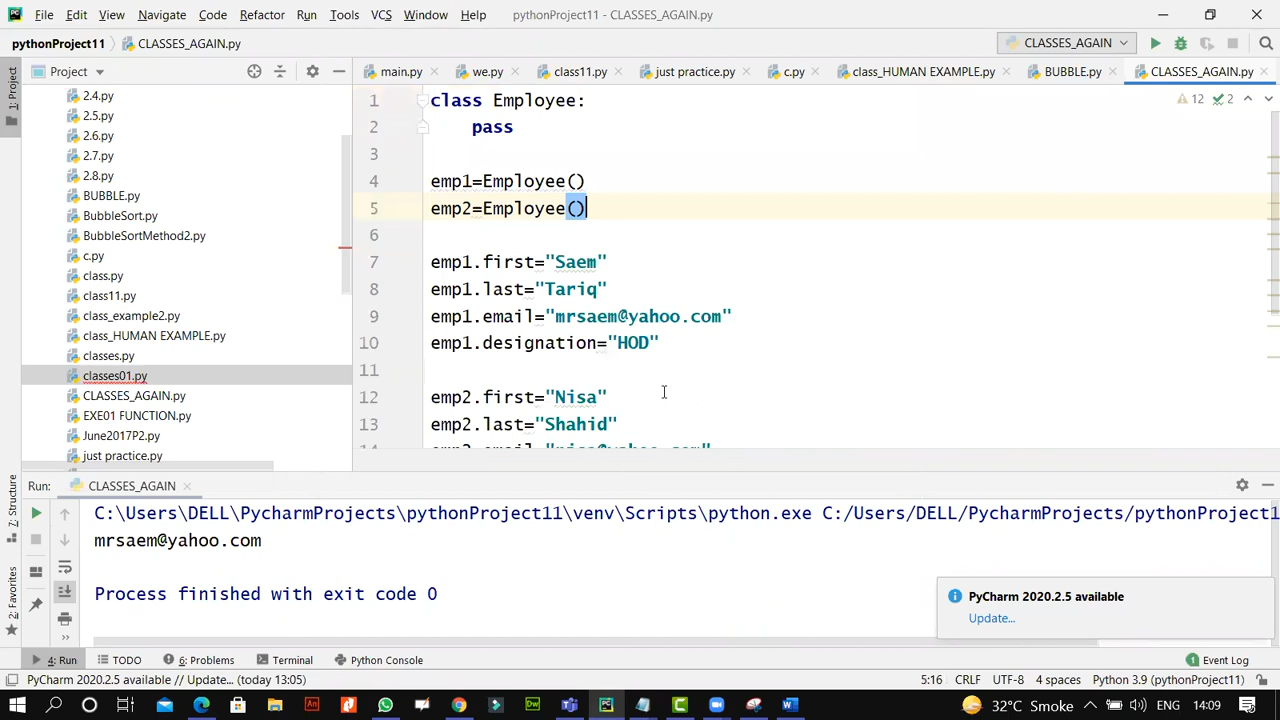 File Edit View Navigate Code Refactor Run Tools VCS Window Help pythonProject11 - CLASSES_AGAIN.py
pythonProject11 CLASSES_AGAIN.py CLASSES_AGAIN
Project main.py we.py class11.py just practice.py c.py class_HUMAN EXAMPLE.py BUBBLE.py CLASSES_AGAIN.py
1: Project
2.4.py
2.5.py
2.6.py
2.7.py
2.8.py
BUBBLE.py
BubbleSort.py
BubbleSortMethod2.py
c.py
class.py
class11.py
class_example2.py
class_HUMAN EXAMPLE.py
classes.py
classes01.py
CLASSES_AGAIN.py
EXE01 FUNCTION.py
June2017P2.py
just practice.py
12 2
1 class Employee:
2 pass
3
4 emp1=Employee()
5 emp2=Employee()
6
7 emp1.first="Saem"
8 emp1.last="Tariq"
9 emp1.email="mrsaem@yahoo.com"
10 emp1.designation="HOD"
11
12 emp2.first="Nisa"
13 emp2.last="Shahid"
Run: CLASSES_AGAIN
7: Structure
2: Favorites
C:\Users\DELL\PycharmProjects\pythonProject11\venv\Scripts\python.exe C:/Users/DELL/PycharmProjects/pythonProject1
mrsaem@yahoo.com
Process finished with exit code 0
PyCharm 2020.2.5 available
Update...
4: Run TODO 6: Problems Terminal Python Console 1 Event Log
PyCharm 2020.2.5 available // Update... (today 13:05) 5:16 CRLF UTF-8 4 spaces Python 3.9 (pythonProject11)
32°C Smoke ENG 14:09